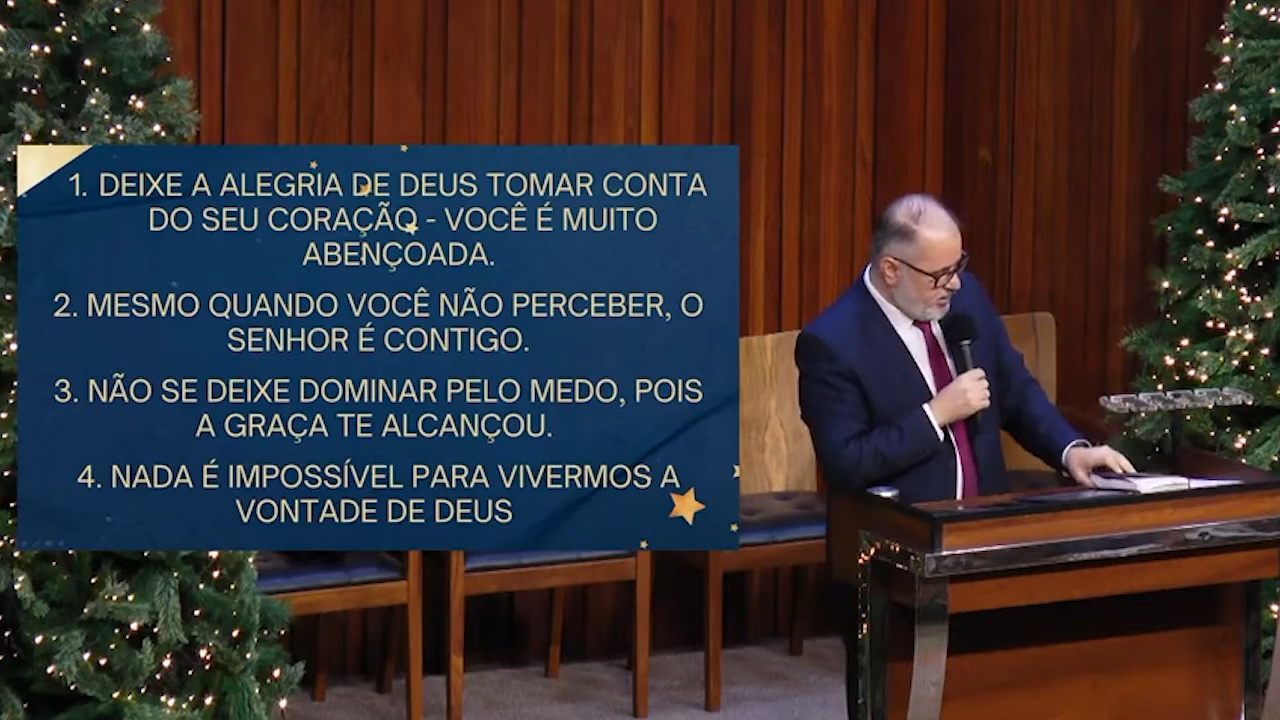 1. DEIXE A ALEGRIA DE DEUS TOMAR CONTA
DO SEU CORAÇÃO - VOCÊ É MUITO
ABENÇOADA.
2. MESMO QUANDO VOCÊ NÃO PERCEBER, O
SENHOR É CONTIGO.
3. NÃO SE DEIXE DOMINAR PELO MEDO, POIS
A GRAÇA TE ALCANÇOU.
4. NADA É IMPOSSÍVEL PARA VIVERMOS A
VONTADE DE DEUS